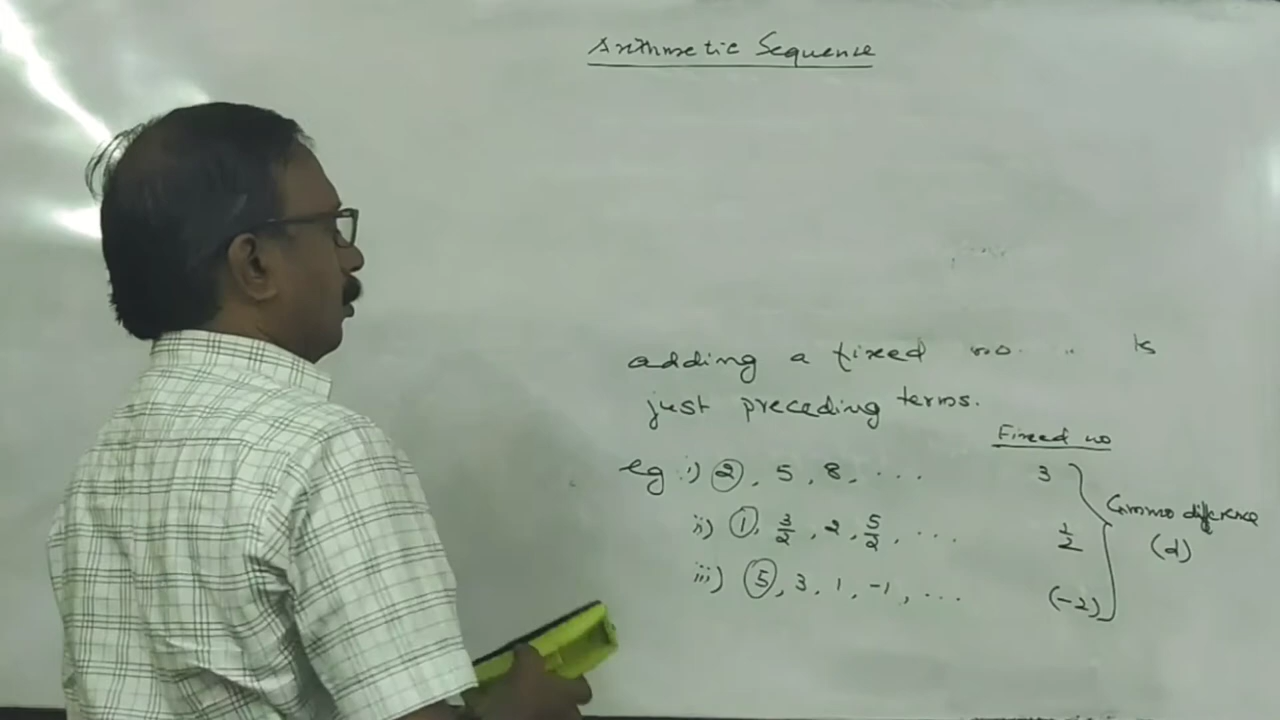 Arithmetic Sequence
adding a fixed no. is
just preceding terms.
Fixed no
eg i) 2, 5, 8, ... 3
ii) 1, 3/2, 2, 5/2, ... 1/2
iii) 5, 3, 1, -1, ... (-2)
Commo difference
(d)